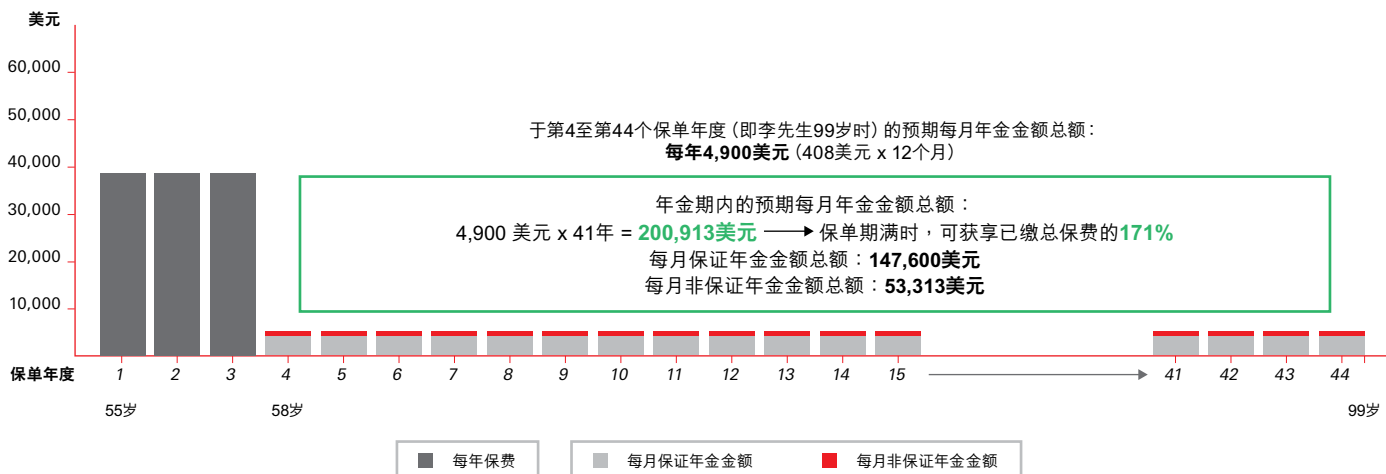 美元
60,000
50,000
40,000
30,000
20,000
10,000
于第4至第44个保单年度 (即李先生99岁时) 的预期每月年金金额总额：
每年4,900美元 (408美元 x 12个月)
年金期内的预期每月年金金额总额：
4,900 美元 x 41年 = 200,913美元 → 保单期满时，可获享已缴总保费的171%
每月保证年金金额总额：147,600美元
每月非保证年金金额总额：53,313美元
保单年度 1 2 3 4 5 6 7 8 9 10 11 12 13 14 15 41 42 43 44
55岁 58岁 99岁
每年保费 每月保证年金金额 每月非保证年金金额